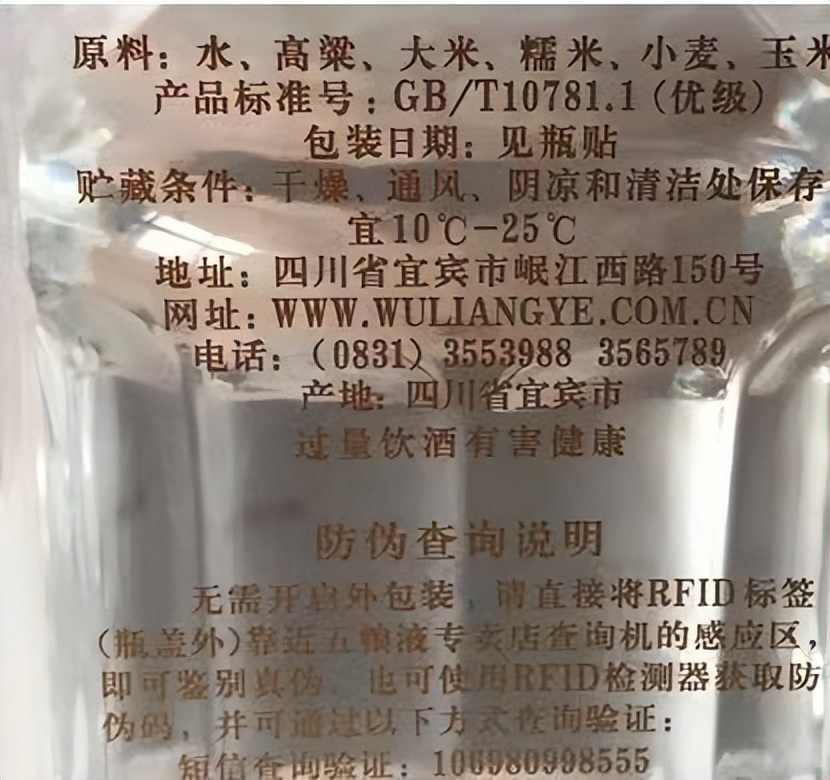 原料：水、高粱、大米、糯米、小麦、玉米
产品标准号：GB/T10781.1（优级）
包装日期：见瓶贴
贮藏条件：干燥、通风、阴凉和清洁处保存
宜10℃-25℃
地址：四川省宜宾市岷江西路150号
网址：WWW.WULIANGYE.COM.CN
电话：（0831）3553988 3565789
产地：四川省宜宾市
过量饮酒有害健康
防伪查询说明
无需开启外包装，请直接将RFID标签
(瓶盖外)靠近五粮液专卖店查询机的感应区，
即可鉴别真伪，也可使用RFID检测器获取防
伪码，并可通过以下方式查询验证：
短信查询验证：106980998555